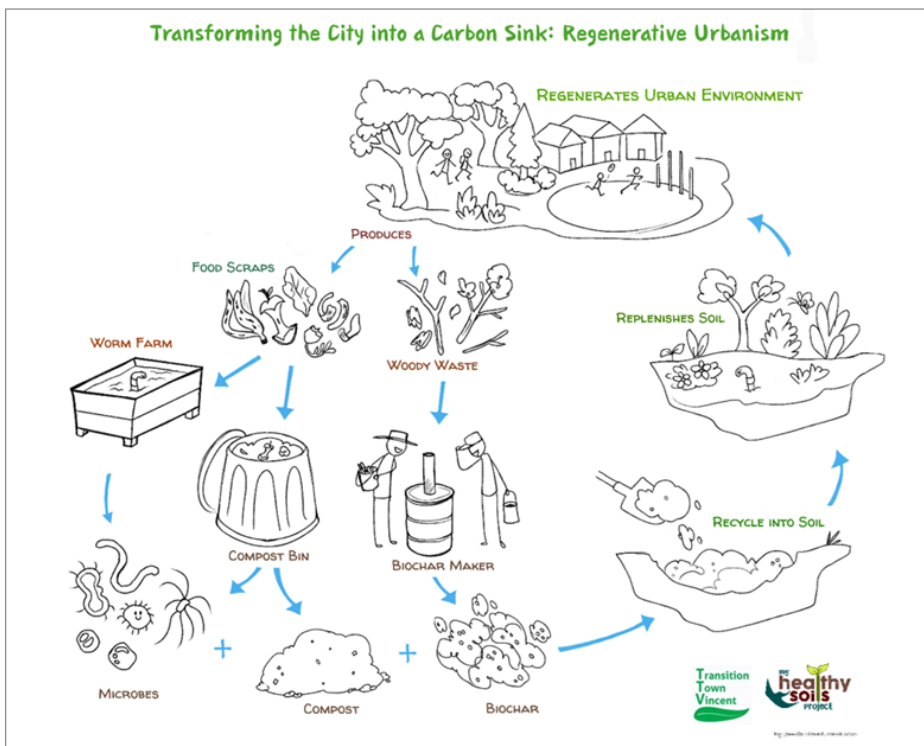 Transforming the City into a Carbon Sink: Regenerative Urbanism
Regenerates Urban Environment
Produces
Food Scraps
Woody Waste
Worm Farm
Compost Bin
Biochar Maker
Microbes
+
Compost
+
Biochar
Recycle into Soil
Replenishes Soil
Transition
Town
Vincent
my
healthy
soils
project